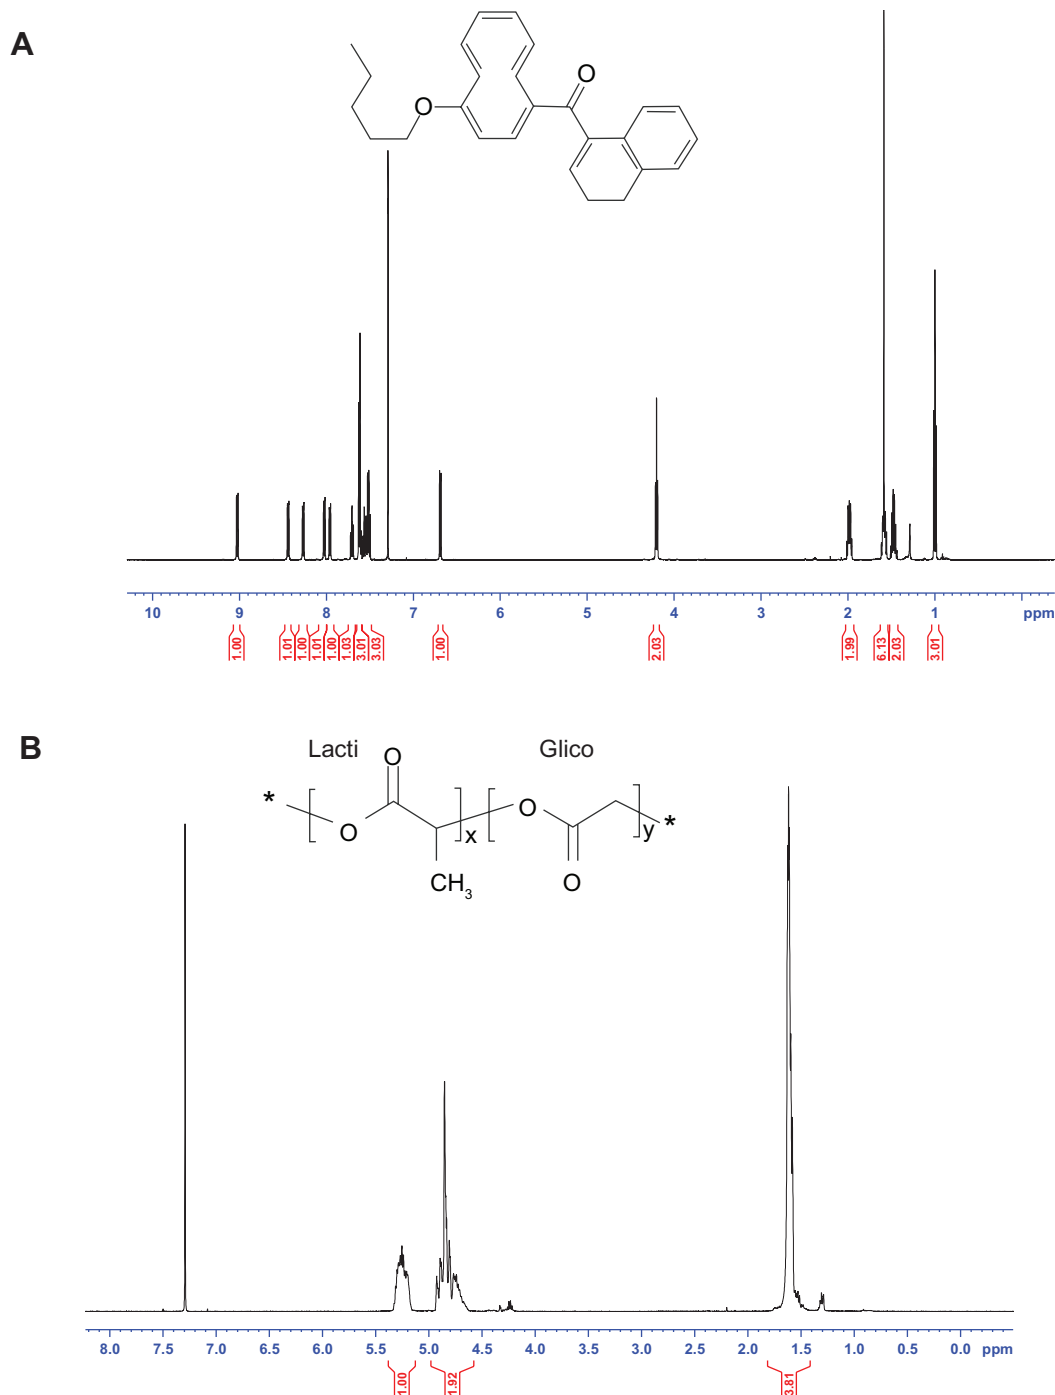 A
O
O
10 9 8 7 6 5 4 3 2 1 ppm
1.00 1.01 1.00 1.01 1.00 1.03 3.01 3.03 1.00 2.03 1.99 6.13 2.03 3.01
B
Lacti Glico
O
* O x O y *
CH3 O
8.0 7.5 7.0 6.5 6.0 5.5 5.0 4.5 4.0 3.5 3.0 2.5 2.0 1.5 1.0 0.5 0.0 ppm
1.00 1.92 3.81